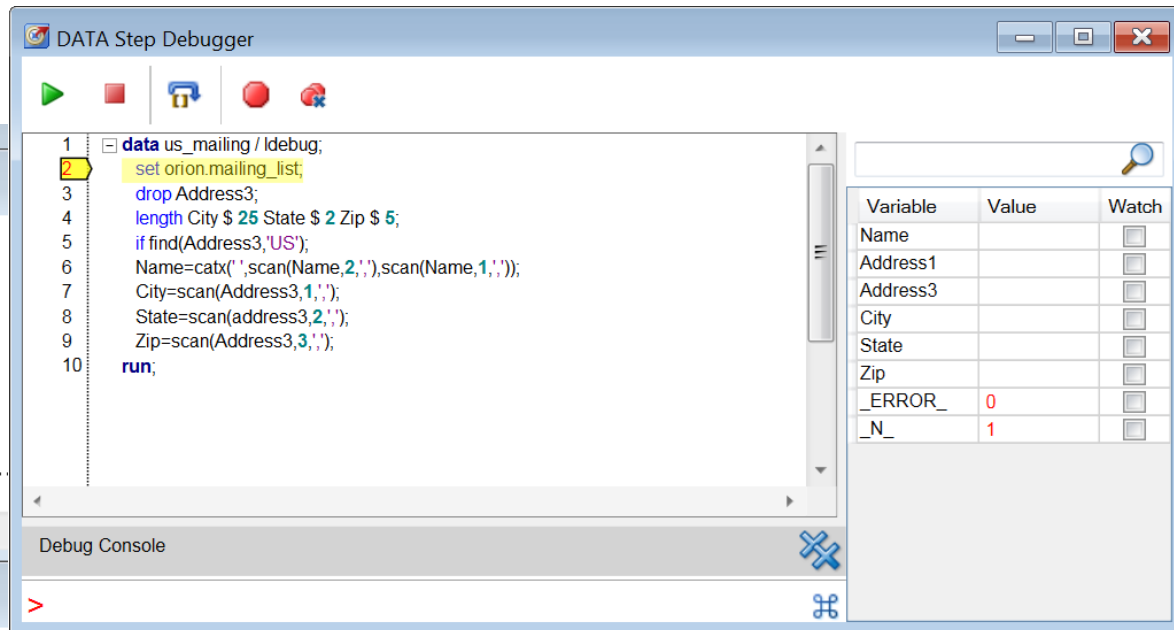 DATA Step Debugger
1 data us_mailing / ldebug;
2 set orion.mailing_list;
3 drop Address3;
4 length City $ 25 State $ 2 Zip $ 5;
5 if find(Address3,'US');
6 Name=catx(' ',scan(Name,2,','),scan(Name,1,','));
7 City=scan(Address3,1,',');
8 State=scan(address3,2,',');
9 Zip=scan(Address3,3,',');
10 run;
Variable Value Watch
Name
Address1
Address3
City
State
Zip
_ERROR_ 0
_N_ 1
Debug Console
>